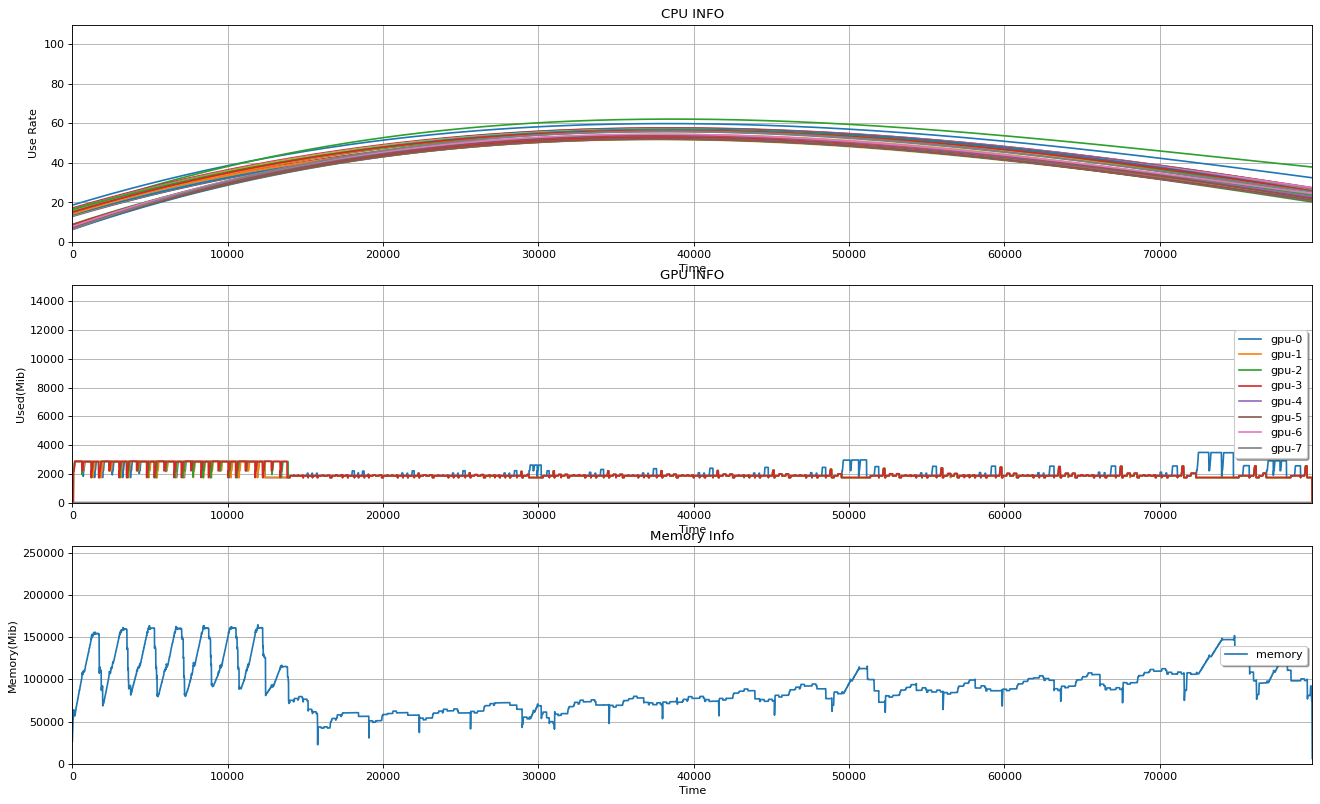 CPU INFO
100
80
60
40
20
0
Use Rate
0 10000 20000 30000 40000 50000 60000 70000
Time
GPU INFO
14000
12000
10000
8000
6000
4000
2000
0
Used(Mib)
gpu-0
gpu-1
gpu-2
gpu-3
gpu-4
gpu-5
gpu-6
gpu-7
0 10000 20000 30000 40000 50000 60000 70000
Time
Memory Info
250000
200000
150000
100000
50000
0
Memory(Mib)
memory
0 10000 20000 30000 40000 50000 60000 70000
Time